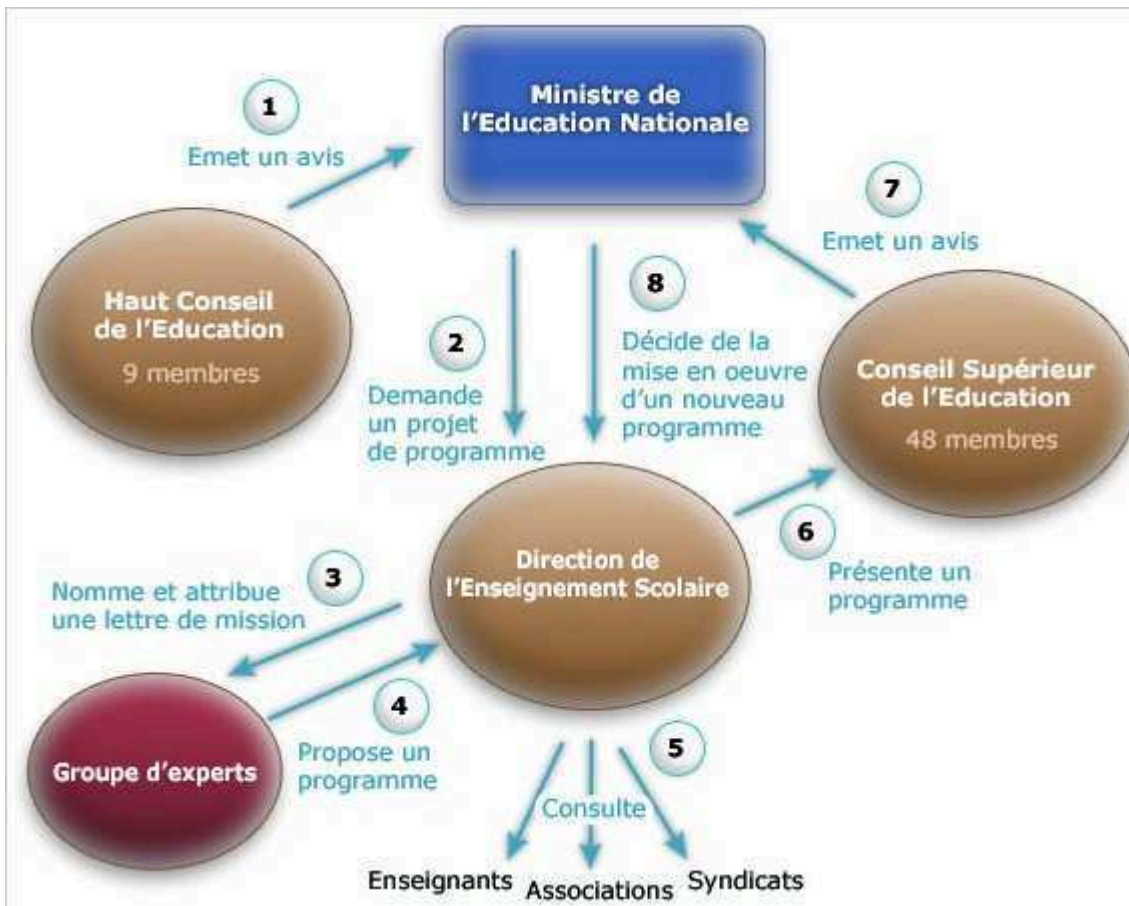 Ministre de
l'Education Nationale
1
Emet un avis
Haut Conseil
de l'Education
9 membres
2
Demande
un projet
de programme
8
Décide de la
mise en oeuvre
d'un nouveau
programme
7
Emet un avis
Conseil Supérieur
de l'Education
48 membres
Direction de
l'Enseignement Scolaire
6
Présente un
programme
3
Nomme et attribue
une lettre de mission
Groupe d'experts
4
Propose un
programme
5
Consulte
Enseignants
Associations
Syndicats